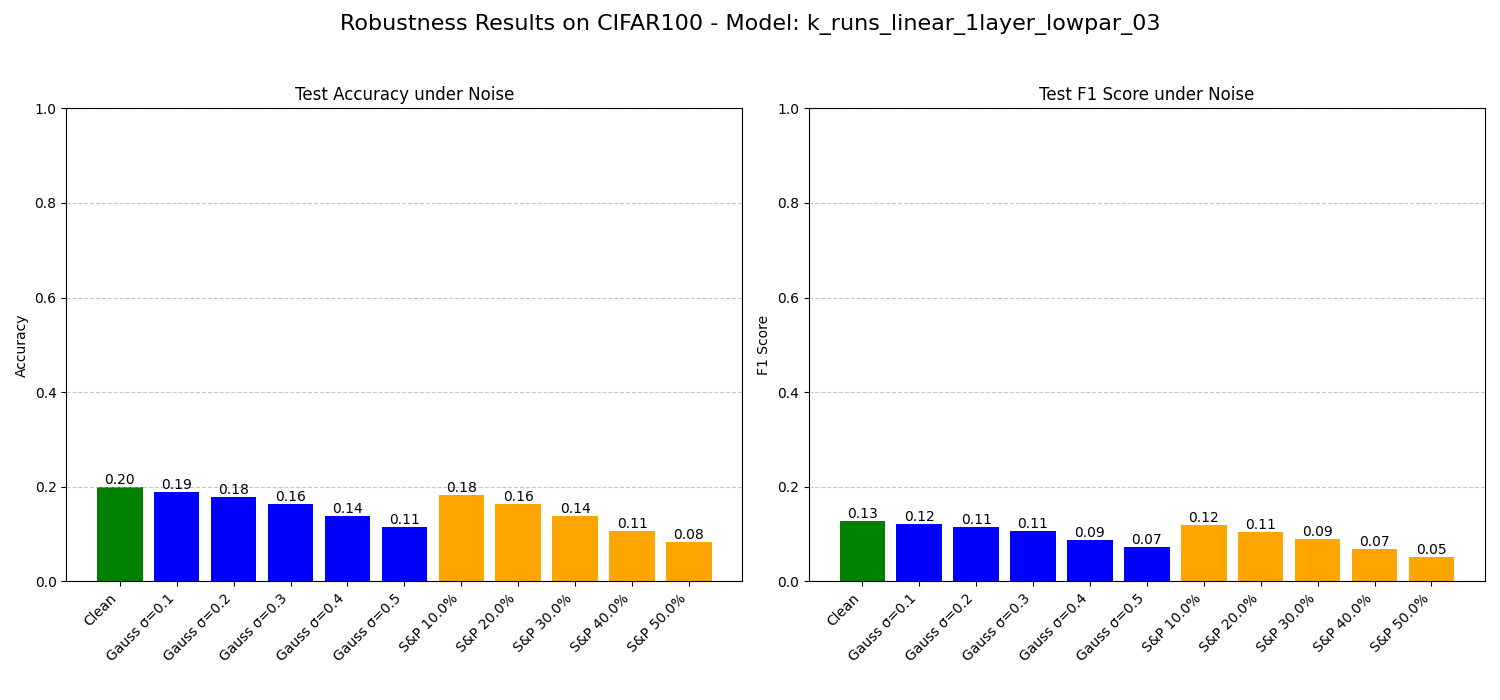 Robustness Results on CIFAR100 - Model: k_runs_linear_1layer_lowpar_03
Test Accuracy under Noise
Accuracy
1.0
0.8
0.6
0.4
0.2
0.0
0.20
0.19
0.18
0.16
0.14
0.11
0.18
0.16
0.14
0.11
0.08
Clean
Gauss σ=0.1
Gauss σ=0.2
Gauss σ=0.3
Gauss σ=0.4
Gauss σ=0.5
S&P 10.0%
S&P 20.0%
S&P 30.0%
S&P 40.0%
S&P 50.0%
Test F1 Score under Noise
F1 Score
1.0
0.8
0.6
0.4
0.2
0.0
0.13
0.12
0.11
0.11
0.09
0.07
0.12
0.11
0.09
0.07
0.05
Clean
Gauss σ=0.1
Gauss σ=0.2
Gauss σ=0.3
Gauss σ=0.4
Gauss σ=0.5
S&P 10.0%
S&P 20.0%
S&P 30.0%
S&P 40.0%
S&P 50.0%